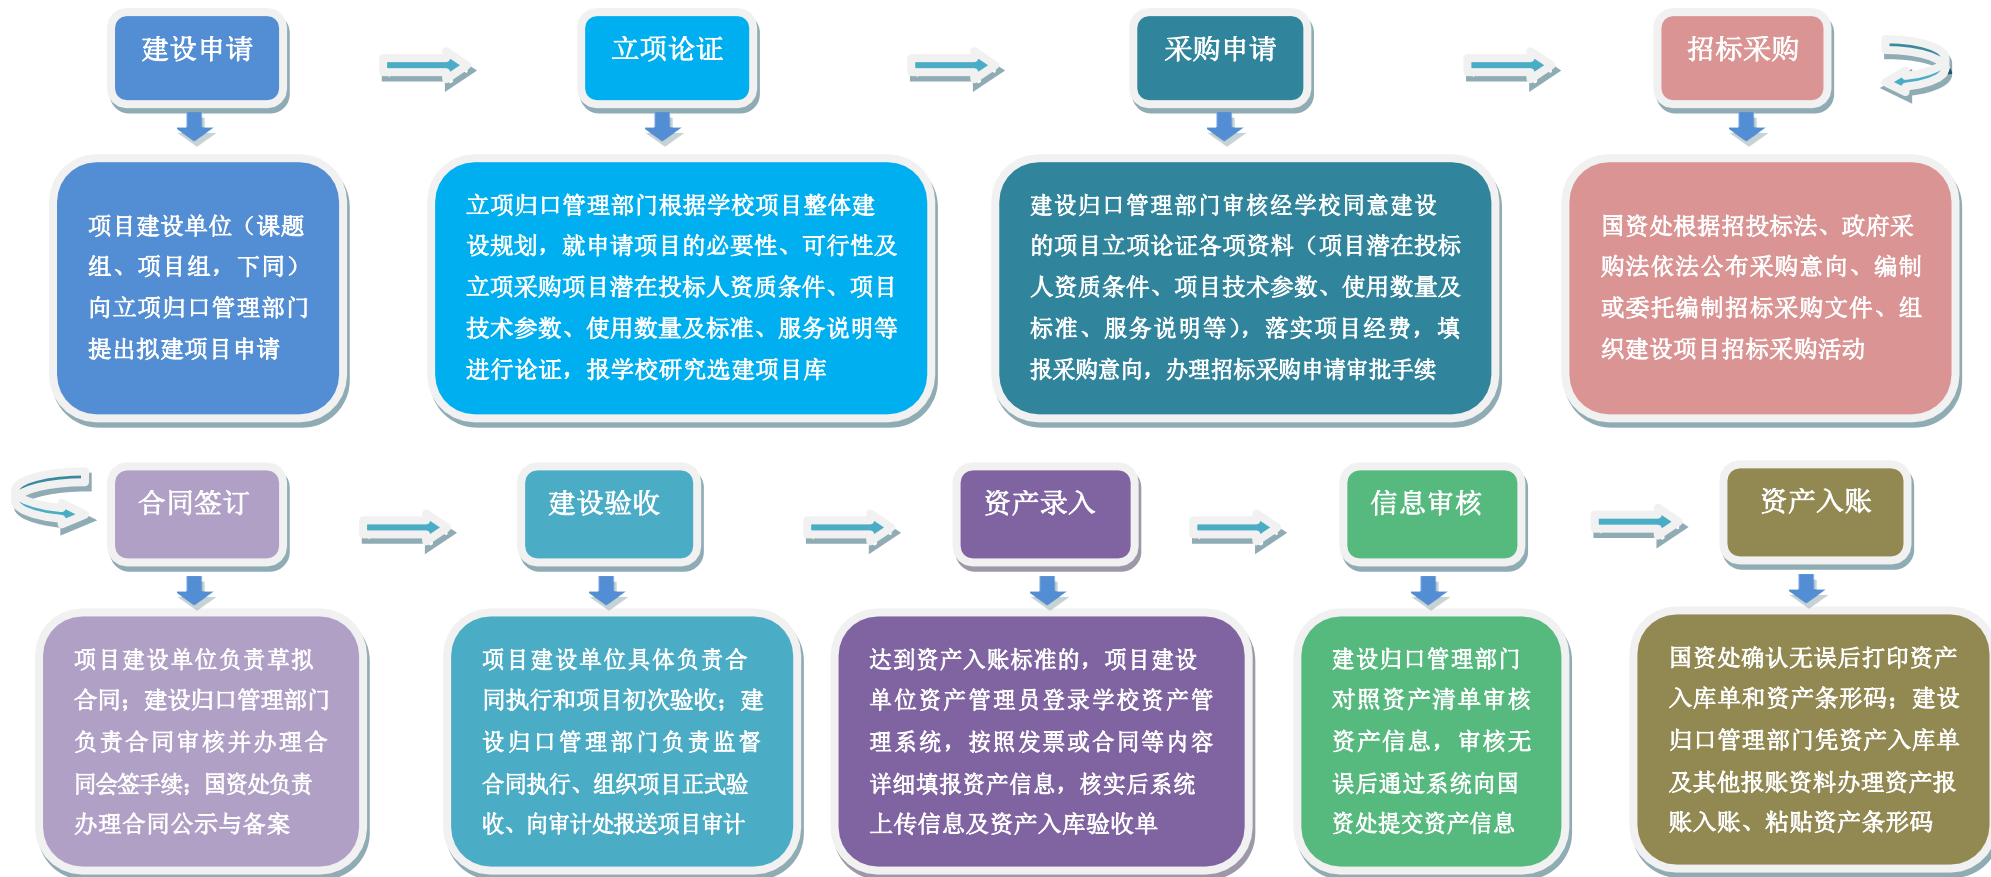 建设申请
立项论证
采购申请
招标采购
项目建设单位（课题
组、项目组，下同）
向立项归口管理部门
提出拟建项目申请
立项归口管理部门根据学校项目整体建
设规划，就申请项目的必要性、可行性及
立项采购项目潜在投标人资质条件、项目
技术参数、使用数量及标准、服务说明等
进行论证，报学校研究选建项目库
建设归口管理部门审核经学校同意建设
的项目立项论证各项资料（项目潜在投标
人资质条件、项目技术参数、使用数量及
标准、服务说明等），落实项目经费，填
报采购意向，办理招标采购申请审批手续
国资处根据招投标法、政府采
购法依法公布采购意向、编制
或委托编制招标采购文件、组
织建设项目招标采购活动
合同签订
建设验收
资产录入
信息审核
资产入账
项目建设单位负责草拟
合同；建设归口管理部门
负责合同审核并办理合
同会签手续；国资处负责
办理合同公示与备案
项目建设单位具体负责合
同执行和项目初次验收；建
设归口管理部门负责监督
合同执行、组织项目正式验
收、向审计处报送项目审计
达到资产入账标准的，项目建设
单位资产管理员登录学校资产管
理系统，按照发票或合同等内容
详细填报资产信息，核实后系统
上传信息及资产入库验收单
建设归口管理部门
对照资产清单审核
资产信息，审核无
误后通过系统向国
资处提交资产信息
国资处确认无误后打印资产
入库单和资产条形码；建设
归口管理部门凭资产入库单
及其他报账资料办理资产报
账入账、粘贴资产条形码